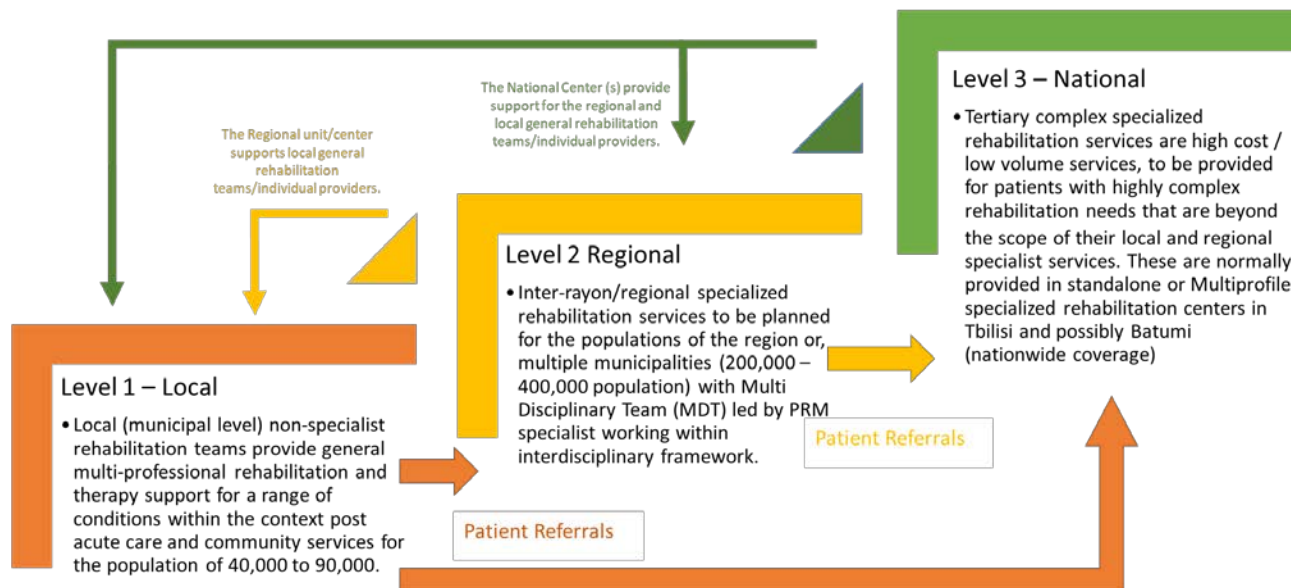 The National Center (s) provide
support for the regional and
local general rehabilitation
teams/individual providers.
The Regional unit/center
supports local general
rehabilitation
teams/individual providers.
Level 3 – National
• Tertiary complex specialized
rehabilitation services are high cost /
low volume services, to be provided
for patients with highly complex
rehabilitation needs that are beyond
the scope of their local and regional
specialist services. These are normally
provided in standalone or Multiprofile
specialized rehabilitation centers in
Tbilisi and possibly Batumi
(nationwide coverage)
Level 2 Regional
• Inter-rayon/regional specialized
rehabilitation services to be planned
for the populations of the region or,
multiple municipalities (200,000 –
400,000 population) with Multi
Disciplinary Team (MDT) led by PRM
specialist working within
interdisciplinary framework.
Patient Referrals
Level 1 – Local
• Local (municipal level) non-specialist
rehabilitation teams provide general
multi-professional rehabilitation and
therapy support for a range of
conditions within the context post
acute care and community services for
the population of 40,000 to 90,000.
Patient Referrals